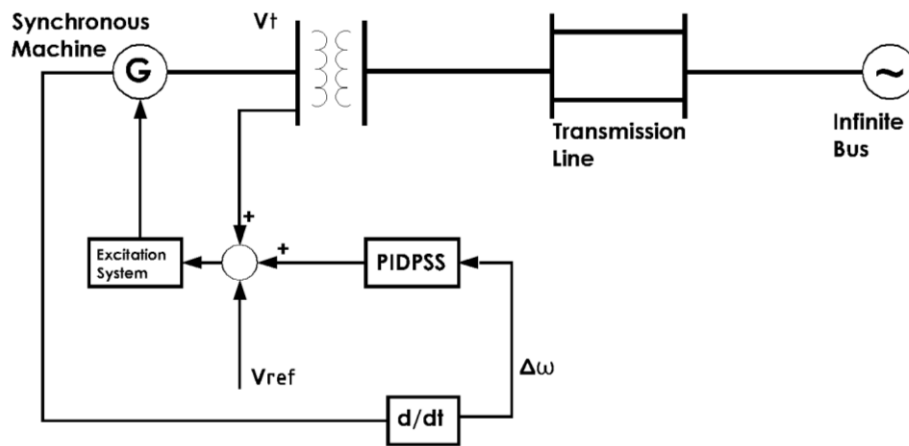 Synchronous
Machine
Vt
G
~
Transmission
Line
Infinite
Bus
+
+
Excitation
System
PIDPSS
Vref
Δω
d/dt